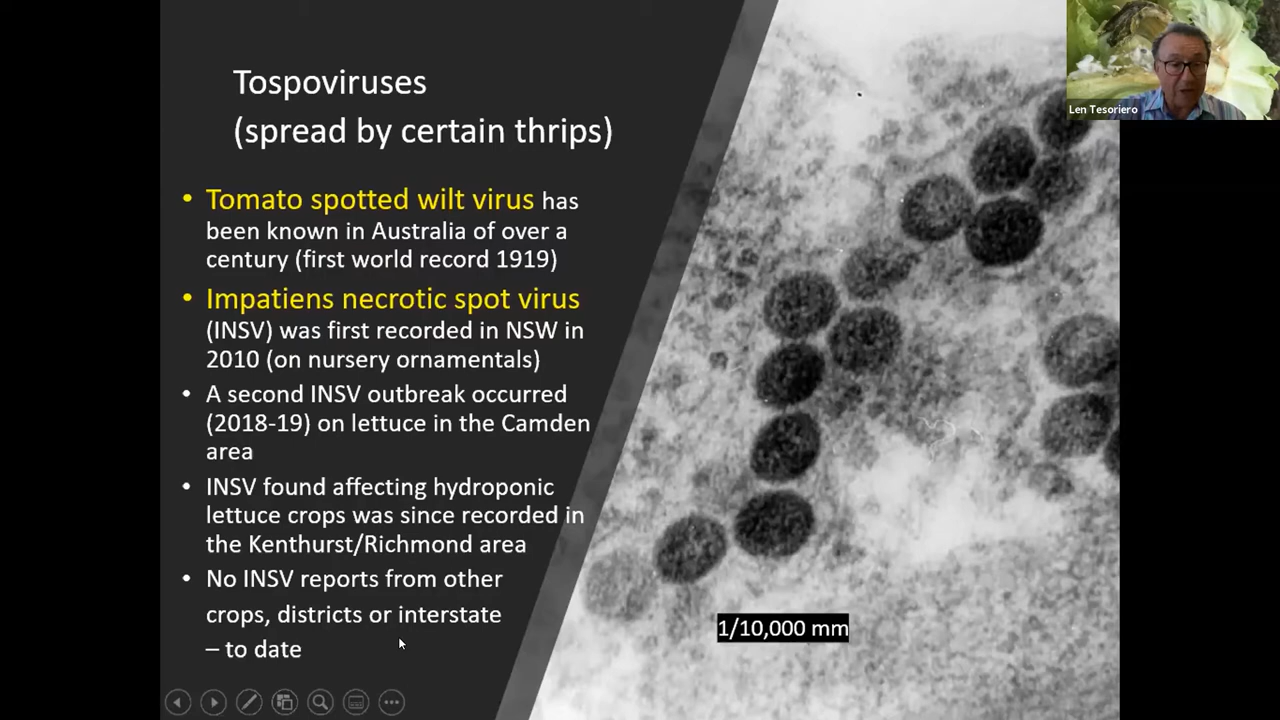 Tospoviruses
(spread by certain thrips)
• Tomato spotted wilt virus has
been known in Australia of over a
century (first world record 1919)
• Impatiens necrotic spot virus
(INSV) was first recorded in NSW in
2010 (on nursery ornamentals)
• A second INSV outbreak occurred
(2018-19) on lettuce in the Camden
area
• INSV found affecting hydroponic
lettuce crops was since recorded in
the Kenthurst/Richmond area
• No INSV reports from other
crops, districts or interstate
– to date
1/10,000 mm
Len Tesoriero